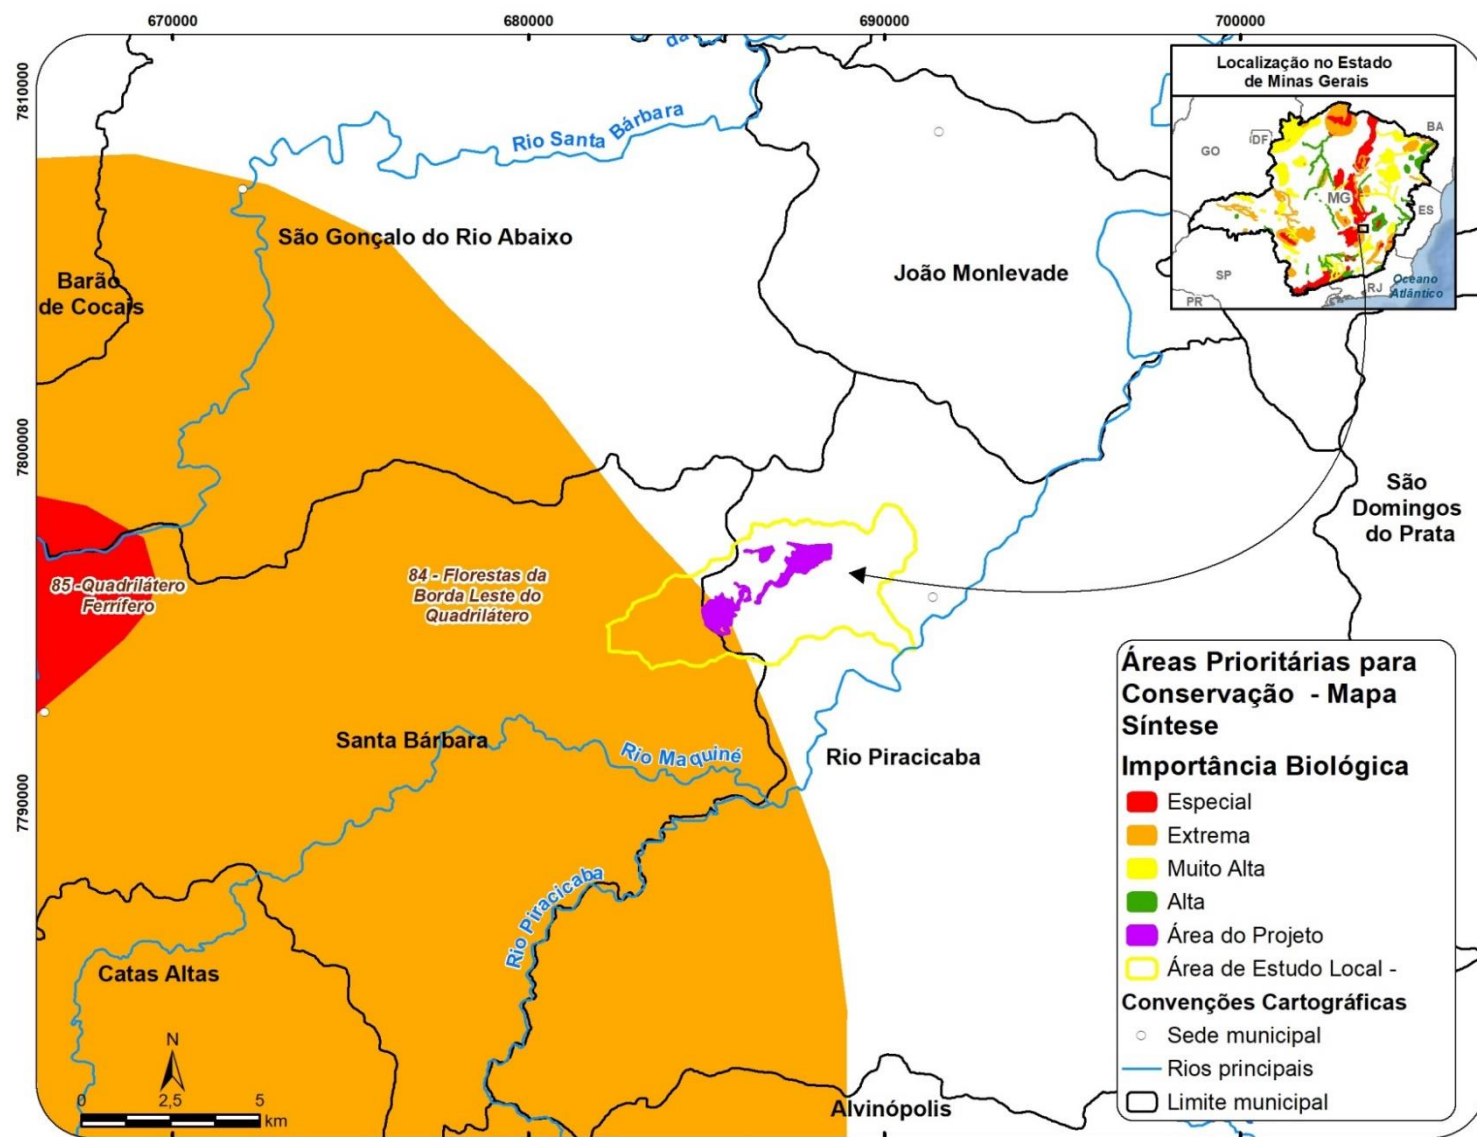 670000
680000
690000
700000
7810000
7800000
7790000
da
Rio Santa Bárbara
São Gonçalo do Rio Abaixo
Barão
de Cocais
João Monlevade
Localização no Estado
de Minas Gerais
BA
DF
GO
MG
ES
SP
RJ
PR
Oceano
Atlântico
São
Domingos
do Prata
85 -Quadrilátero
Ferrífero
84 - Florestas da
Borda Leste do
Quadrilátero
Santa Bárbara
Rio Maquiné
Rio Piracicaba
Rio Piracicaba
Catas Altas
Alvinópolis
N
0 2,5 5
km
Áreas Prioritárias para
Conservação - Mapa
Síntese
Importância Biológica
Especial
Extrema
Muito Alta
Alta
Área do Projeto
Área de Estudo Local -
Convenções Cartográficas
Sede municipal
Rios principais
Limite municipal